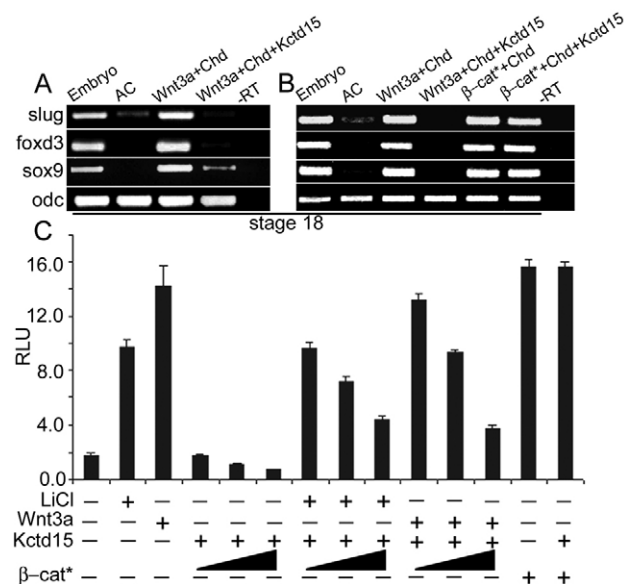 A
Embryo
AC
Wnt3a+Chd
Wnt3a+Chd+Kctd15
-RT
B
Embryo
AC
Wnt3a+Chd
Wnt3a+Chd+Kctd15
β-cat*+Chd
β-cat*+Chd+Kctd15
-RT
slug
foxd3
sox9
odc
stage 18
C
RLU
16.0
12.0
8.0
4.0
0.0
LiCl – + – – – – + + + – – – – –
Wnt3a – – + – – – – – – + + + – –
Kctd15 – – – + + + + + + + + + – +
β-cat* – – – – – – – – – – – – + +